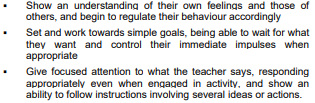 ▪ Show an understanding of their own feelings and those of
others, and begin to regulate their behaviour accordingly
▪ Set and work towards simple goals, being able to wait for what
they want and control their immediate impulses when
appropriate
▪ Give focused attention to what the teacher says, responding
appropriately even when engaged in activity, and show an
ability to follow instructions involving several ideas or actions.